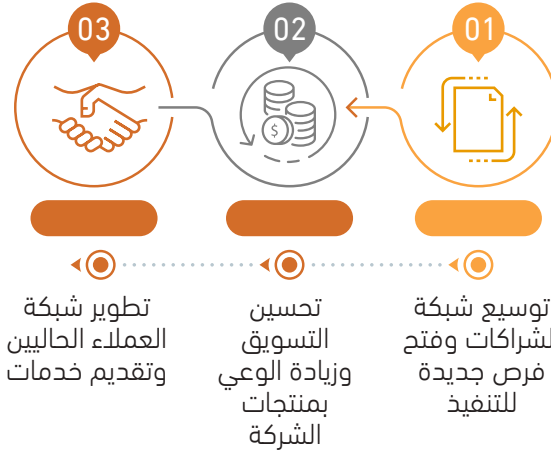 01
توسيع شبكة
لشراكات وفتح
فرص جديدة
للتنفيذ
02
$
تحسين
التسويق
وزيادة الوعي
بمنتجات
الشركة
03
تطوير شبكة
العملاء الحاليين
وتقديم خدمات